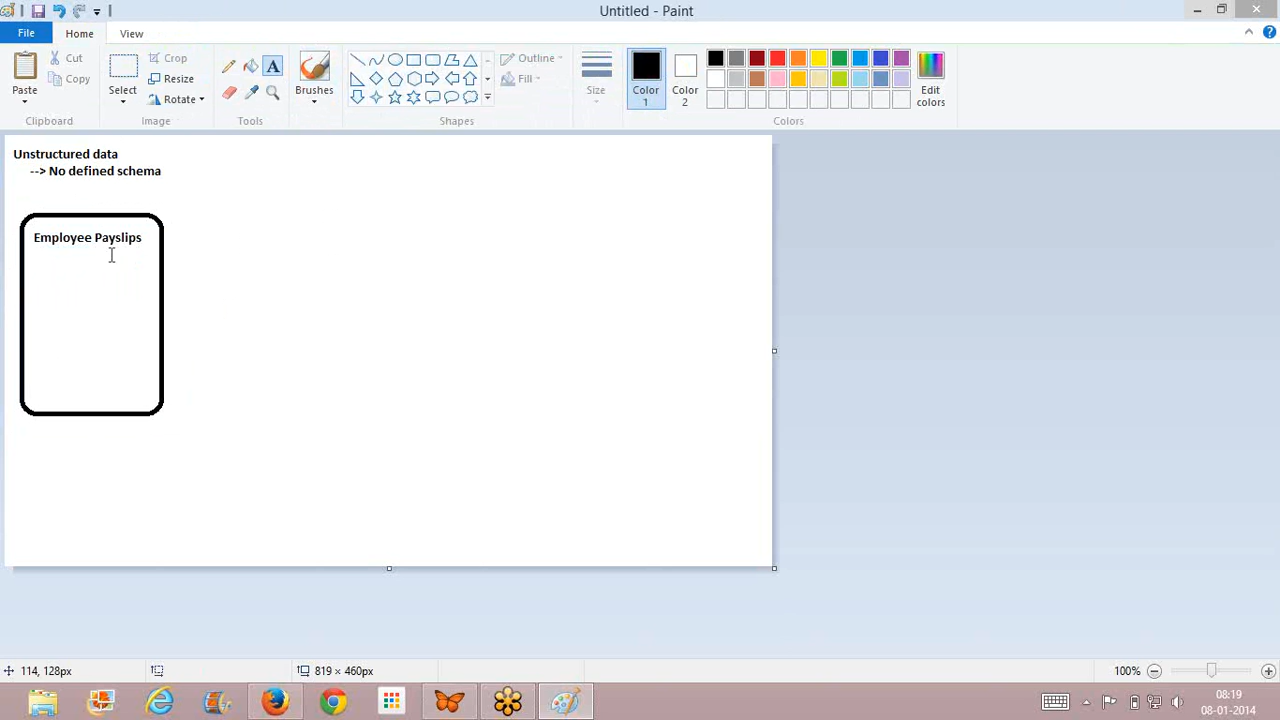 Untitled - Paint
File
Home
View
Paste
Cut
Copy
Clipboard
Select
Crop
Resize
Rotate
Image
Tools
Brushes
Outline
Fill
Shapes
Size
Color 1
Color 2
Edit colors
Colors
Unstructured data
--> No defined schema
Employee Payslips
114, 128px
819 × 460px
100%
08:19
08-01-2014